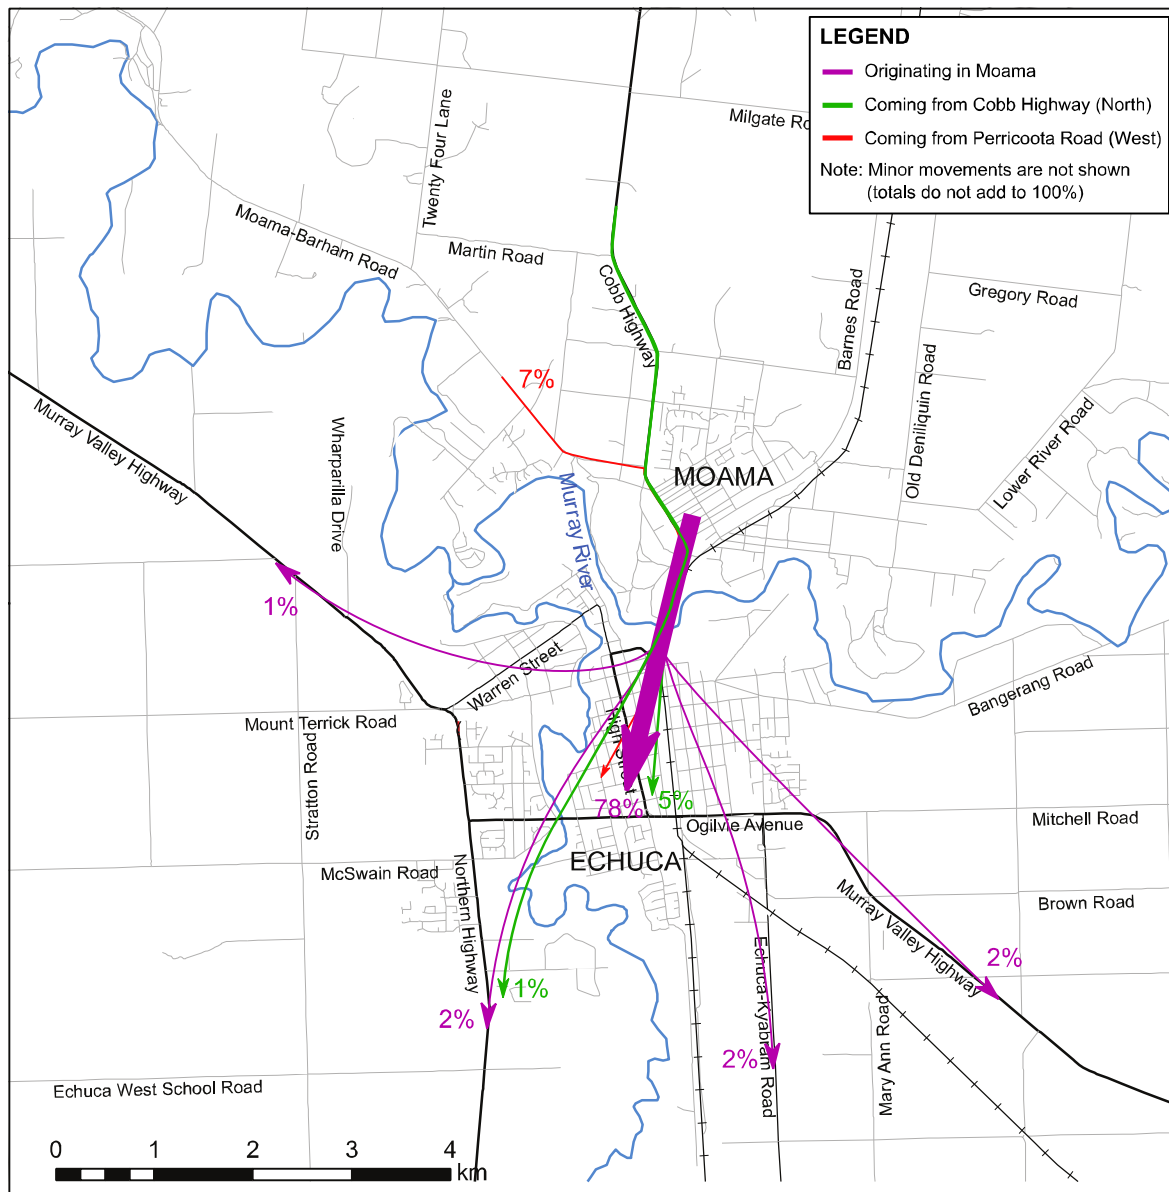 LEGEND
Originating in Moama
Coming from Cobb Highway (North)
Coming from Perricoota Road (West)
Note: Minor movements are not shown
(totals do not add to 100%)
Milgate Ro
Twenty Four Lane
Moama-Barham Road
Martin Road
Cobb Highway
Barnes Road
Gregory Road
Old Deniliquin Road
Lower River Road
7%
Murray Valley Highway
Wharparilla Drive
MOAMA
Murray River
1%
Warren Street
Bangerang Road
Mount Terrick Road
High Street
Stratton Road
78%
5%
Ogilvie Avenue
Mitchell Road
ECHUCA
McSwain Road
Northern Highway
Brown Road
Murray Valley Highway
2%
1%
2%
Echuca-Kyabram Road
2%
Mary Ann Road
Echuca West School Road
0 1 2 3 4
km